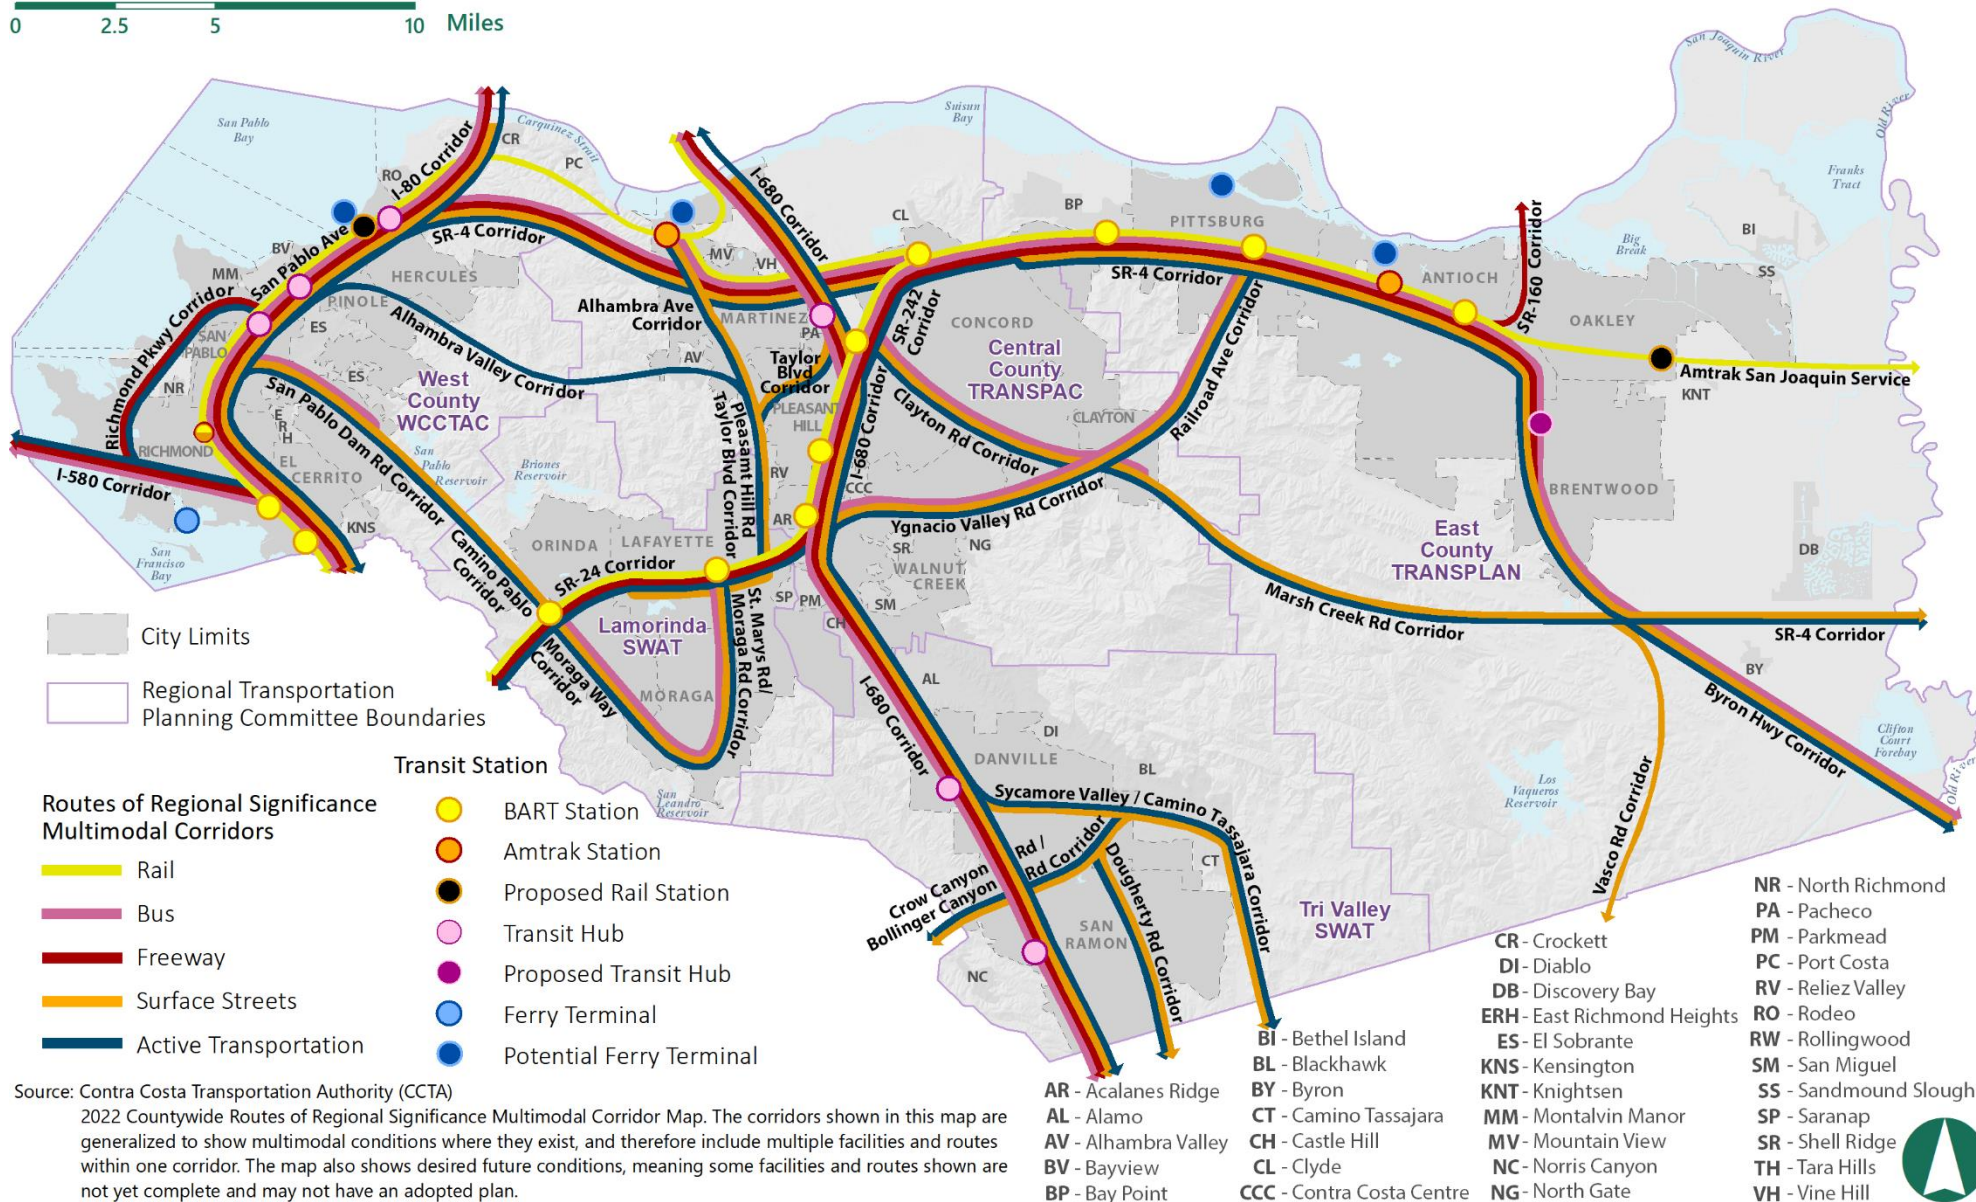 0 2.5 5 10 Miles
San Joaquin River
Old River
San Pablo
Bay
Carquinez Strait
Suisun
Bay
Franks
Tract
Big
Break
CR
PC
RO
I-80 Corridor
I-680 Corridor
CL
BP
PITTSBURG
BI
SS
SR-4 Corridor
BV
San Pablo Ave
MM
HERCULES
PINOLE
MV
VH
SR-4 Corridor
ANTIOCH
SR-160 Corridor
OAKLEY
Richmond Pkwy Corridor
ES
SAN
PABLO
Alhambra Valley Corridor
Alhambra Ave
Corridor
MARTINEZ
PA
SR-242
Corridor
CONCORD
Central
County
TRANSPAC
Railroad Ave Corridor
Amtrak San Joaquin Service
KNT
NR
ES
West
County
WCCTAC
AV
Taylor
Blvd
Corridor
PLEASANT
HILL
I-680 Corridor
Clayton Rd Corridor
CLAYTON
E
R
H
San Pablo Dam Rd Corridor
RICHMOND
EL
CERRITO
San
Pablo
Reservoir
Briones
Reservoir
Pleasamt Hill Rd
Taylor Blvd Corridor
RV
CCC
BRENTWOOD
I-580 Corridor
KNS
San
Francisco
Bay
AR
Ygnacio Valley Rd Corridor
SR
NG
WALNUT
CREEK
East
County
TRANSPLAN
DB
ORINDA
LAFAYETTE
Camino Pablo
Corridor
SR-24 Corridor
SP
PM
SM
CH
Marsh Creek Rd Corridor
SR-4 Corridor
Lamorinda
SWAT
St. Marys Rd/
Moraga Rd Corridor
Moraga Way
Corridor
MORAGA
AL
I-680 Corridor
BY
Byron Hwy Corridor
Clifton
Court
Forebay
Old River
City Limits
Regional Transportation
Planning Committee Boundaries
San
Leandro
Reservoir
DI
DANVILLE
BL
Sycamore Valley / Camino Tassajara Corridor
Los
Vaqueros
Reservoir
Vasco Rd Corridor
Crow Canyon Rd /
Bollinger Canyon Rd Corridor
Dougherty Rd Corridor
CT
SAN
RAMON
NC
Tri Valley
SWAT
Routes of Regional Significance
Multimodal Corridors
Rail
Bus
Freeway
Surface Streets
Active Transportation
Transit Station
BART Station
Amtrak Station
Proposed Rail Station
Transit Hub
Proposed Transit Hub
Ferry Terminal
Potential Ferry Terminal
Source: Contra Costa Transportation Authority (CCTA)
2022 Countywide Routes of Regional Significance Multimodal Corridor Map. The corridors shown in this map are
generalized to show multimodal conditions where they exist, and therefore include multiple facilities and routes
within one corridor. The map also shows desired future conditions, meaning some facilities and routes shown are
not yet complete and may not have an adopted plan.
AR - Acalanes Ridge
AL - Alamo
AV - Alhambra Valley
BV - Bayview
BP - Bay Point
BI - Bethel Island
BL - Blackhawk
BY - Byron
CT - Camino Tassajara
CH - Castle Hill
CL - Clyde
CCC - Contra Costa Centre
CR - Crockett
DI - Diablo
DB - Discovery Bay
ERH - East Richmond Heights
ES - El Sobrante
KNS - Kensington
KNT - Knightsen
MM - Montalvin Manor
MV - Mountain View
NC - Norris Canyon
NG - North Gate
NR - North Richmond
PA - Pacheco
PM - Parkmead
PC - Port Costa
RV - Reliez Valley
RO - Rodeo
RW - Rollingwood
SM - San Miguel
SS - Sandmound Slough
SP - Saranap
SR - Shell Ridge
TH - Tara Hills
VH - Vine Hill